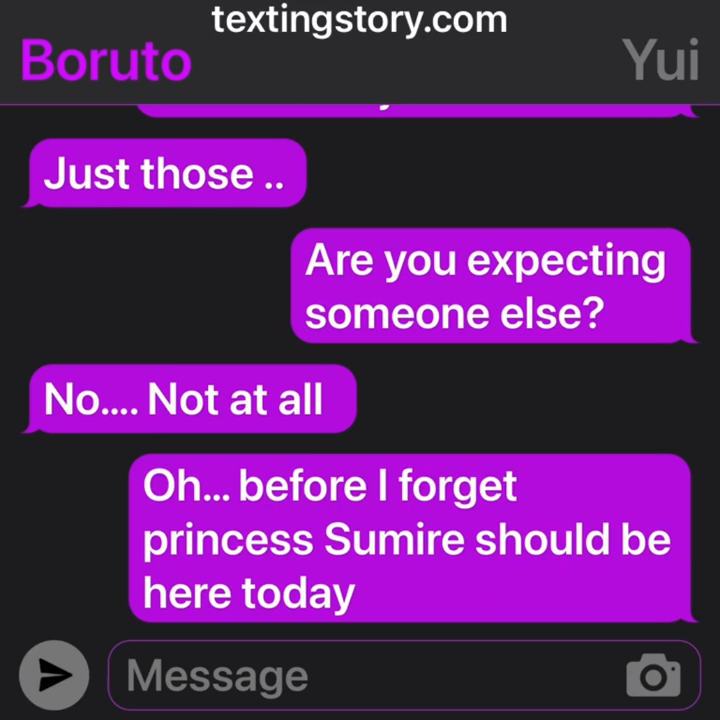 textingstory.com
Boruto
Yui
Just those ..
Are you expecting
someone else?
No.... Not at all
Oh... before I forget
princess Sumire should be
here today
Message